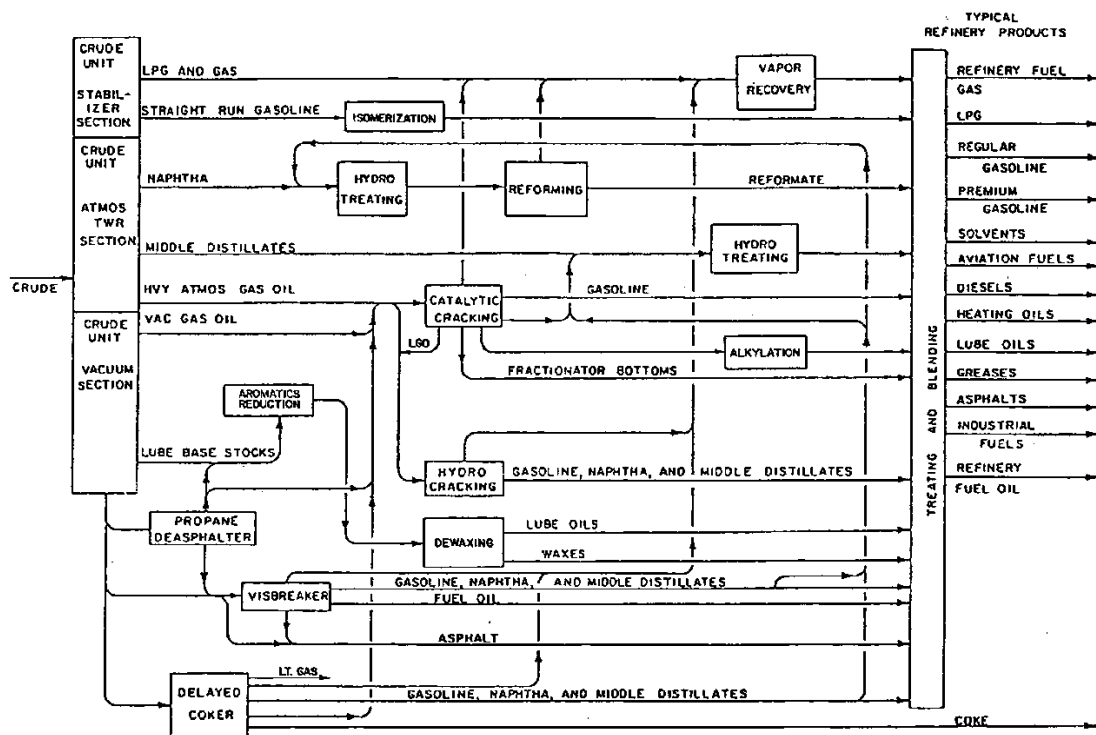 TYPICAL
REFINERY PRODUCTS
CRUDE
UNIT
STABIL-
IZER
SECTION
LPG AND GAS
VAPOR
RECOVERY
REFINERY FUEL
GAS
STRAIGHT RUN GASOLINE
ISOMERIZATION
LPG
CRUDE
UNIT
ATMOS
TWR
SECTION
NAPHTHA
HYDRO
TREATING
REFORMING
REFORMATE
REGULAR
GASOLINE
PREMIUM
GASOLINE
SOLVENTS
MIDDLE DISTILLATES
HYDRO
TREATING
AVIATION FUELS
CRUDE
HVY ATMOS GAS OIL
CATALYTIC
CRACKING
GASOLINE
DIESELS
CRUDE
UNIT
VACUUM
SECTION
VAC GAS OIL
HEATING OILS
LGO
ALKYLATION
LUBE OILS
FRACTIONATOR BOTTOMS
GREASES
AROMATICS
REDUCTION
ASPHALTS
TREATING AND BLENDING
INDUSTRIAL
FUELS
LUBE BASE STOCKS
HYDRO
CRACKING
GASOLINE, NAPHTHA, AND MIDDLE DISTILLATES
REFINERY
FUEL OIL
PROPANE
DEASPHALTER
DEWAXING
LUBE OILS
WAXES
VISBREAKER
GASOLINE, NAPHTHA, AND MIDDLE DISTILLATES
FUEL OIL
ASPHALT
LT. GAS
DELAYED
COKER
GASOLINE, NAPHTHA, AND MIDDLE DISTILLATES
COKE